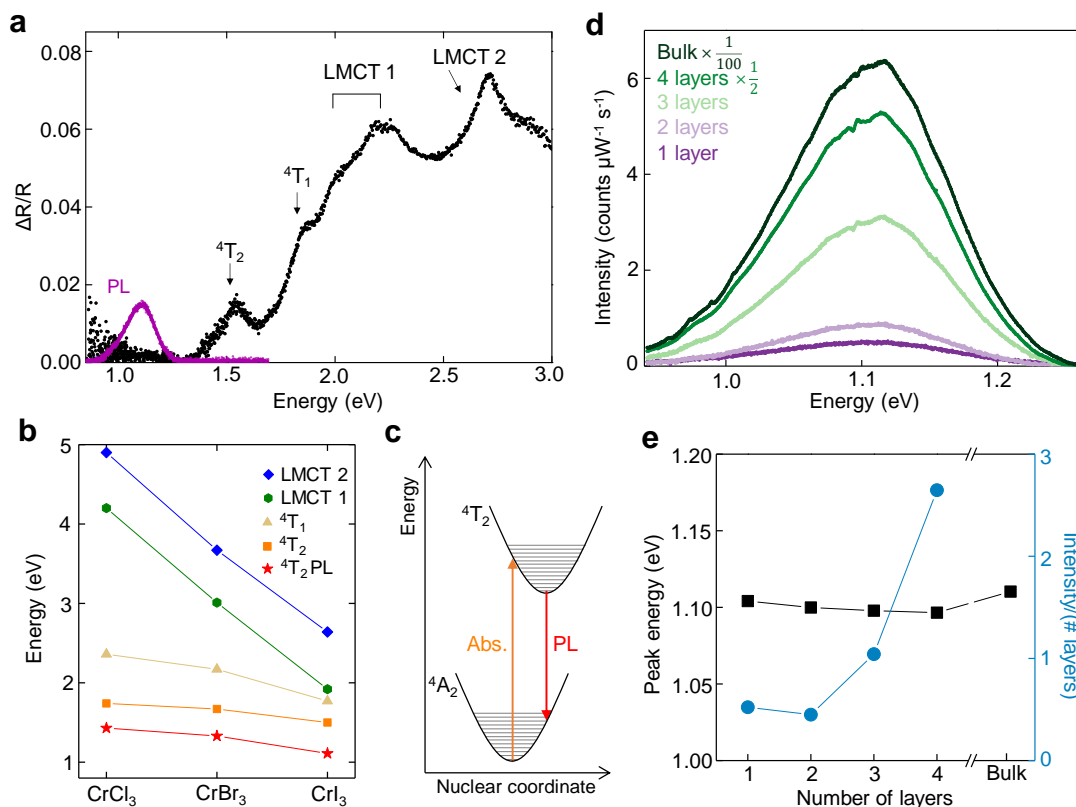 a
0.08
0.06
0.04
0.02
0.00
ΔR/R
PL
⁴T₂
⁴T₁
LMCT 1
LMCT 2
1.0 1.5 2.0 2.5 3.0
Energy (eV)
d
Bulk × 1/100
4 layers × 1/2
3 layers
2 layers
1 layer
6
4
2
0
Intensity (counts µW⁻¹ s⁻¹)
1.0 1.1 1.2
Energy (eV)
b
5
4
3
2
1
Energy (eV)
LMCT 2
LMCT 1
⁴T₁
⁴T₂
⁴T₂ PL
CrCl₃ CrBr₃ CrI₃
c
Energy
⁴T₂
Abs.
PL
⁴A₂
Nuclear coordinate
e
1.20
1.15
1.10
1.05
1.00
Peak energy (eV)
3
2
1
0
Intensity/(# layers)
1 2 3 4 Bulk
Number of layers